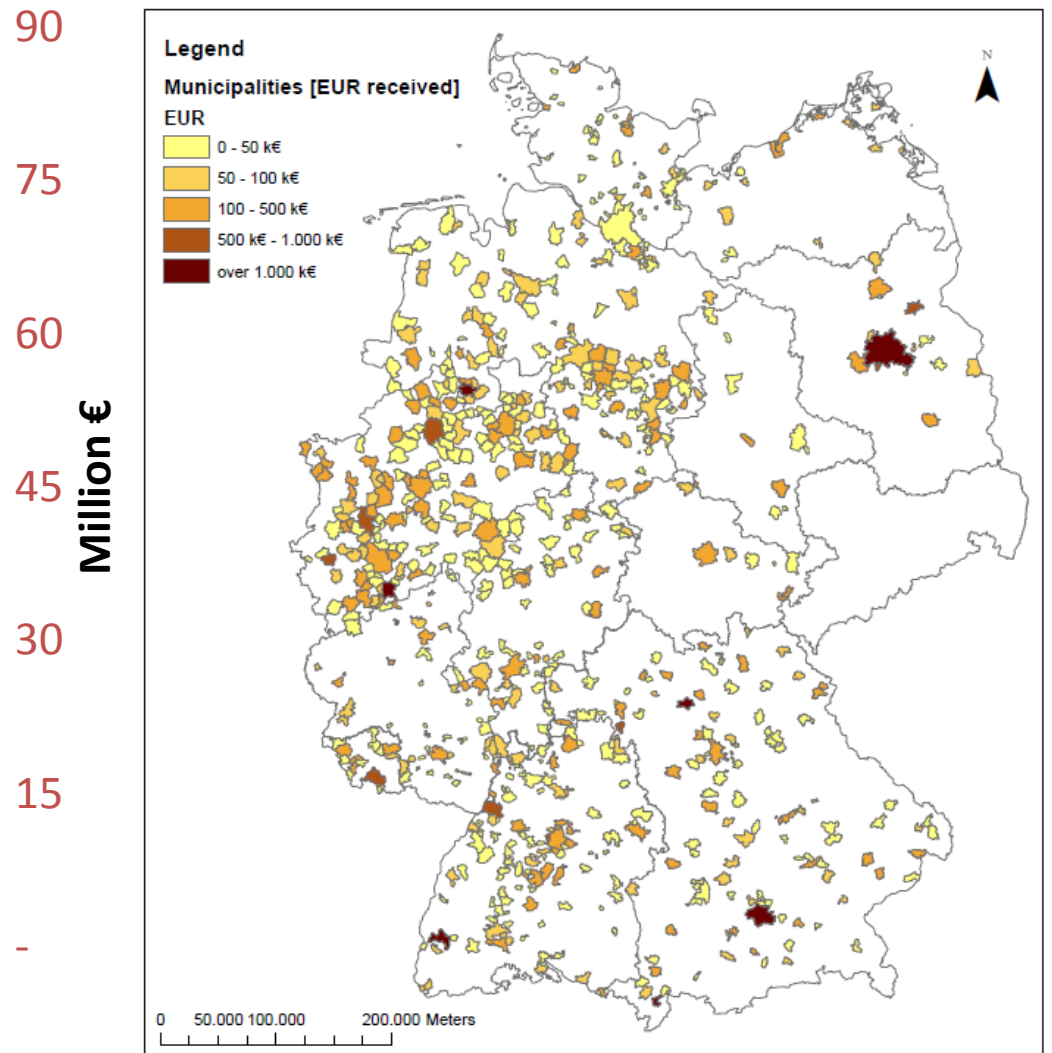 90
75
60
45
30
15
-
Million €
Legend
Municipalities [EUR received]
EUR
0 - 50 k€
50 - 100 k€
100 - 500 k€
500 k€ - 1.000 k€
over 1.000 k€
N
0 50.000 100.000 200.000 Meters